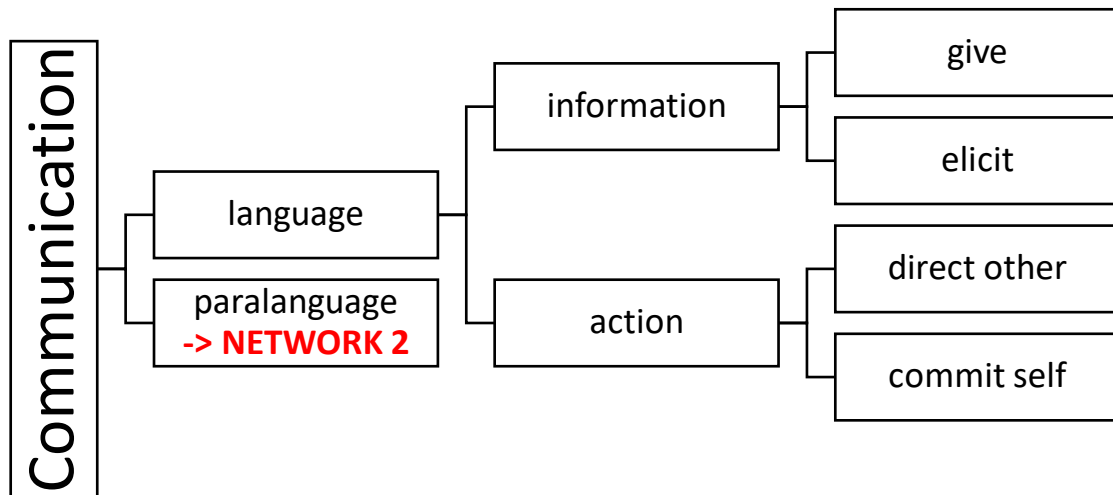 Communication
language
paralanguage
-> NETWORK 2
information
action
give
elicit
direct other
commit self